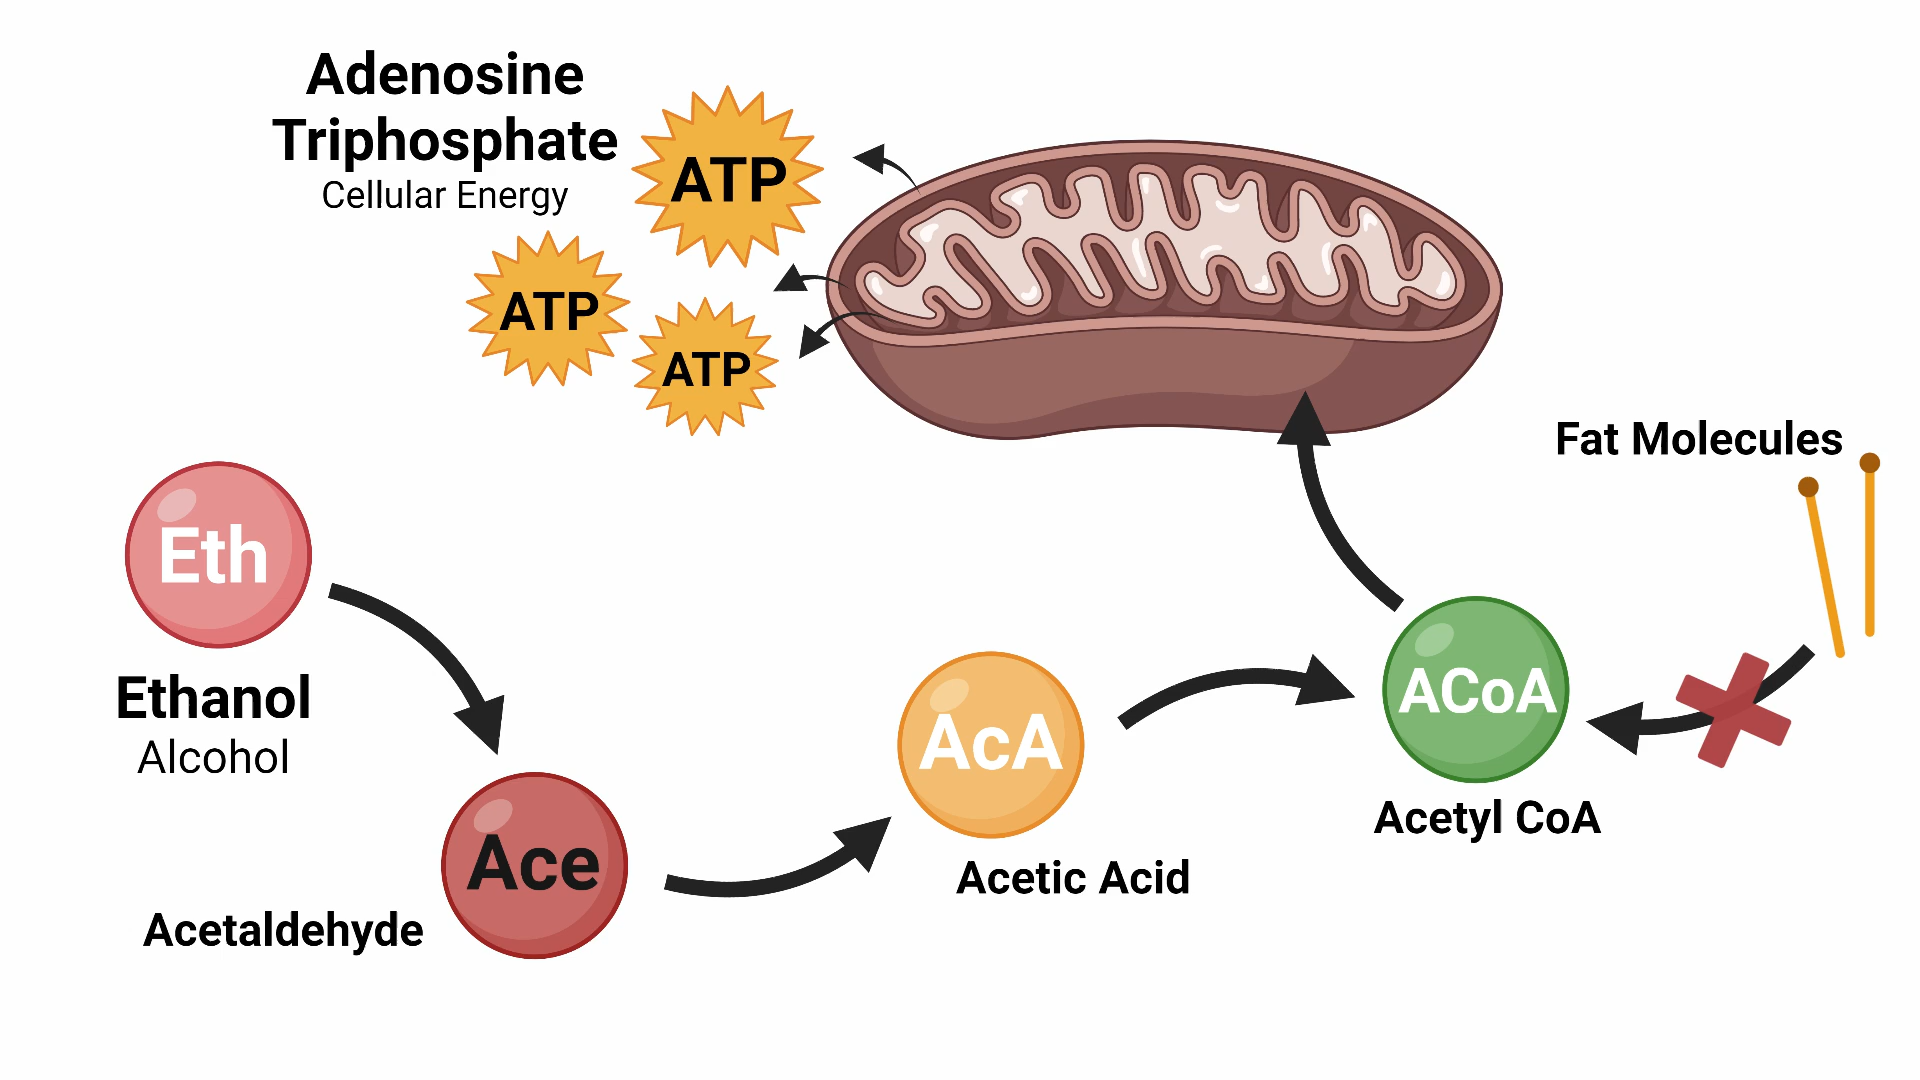 Adenosine
Triphosphate
Cellular Energy
ATP
ATP
ATP
Fat Molecules
Eth
Ethanol
Alcohol
Ace
Acetaldehyde
AcA
Acetic Acid
ACoA
Acetyl CoA